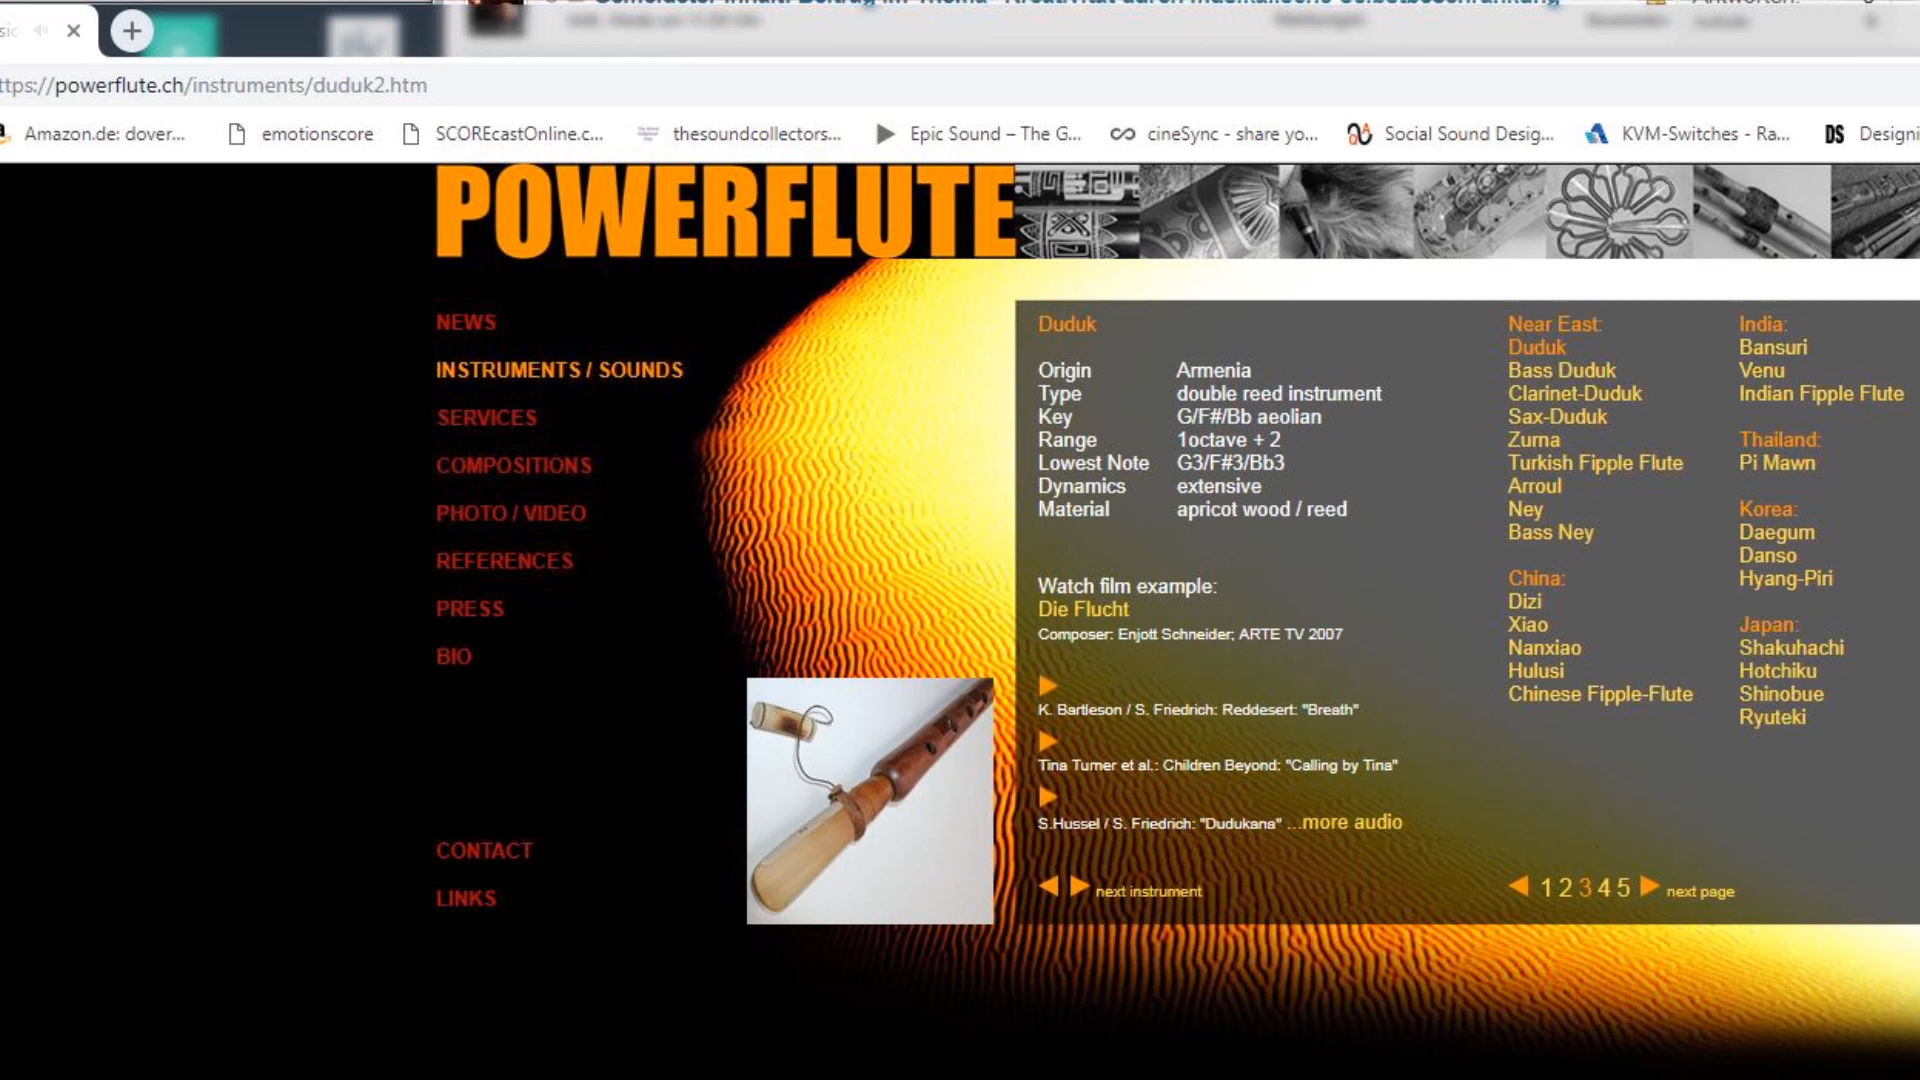 ttps://powerflute.ch/instruments/duduk2.htm
Amazon.de: dover... emotionscore SCOREcastOnline.c... thesoundcollectors... Epic Sound – The G... cineSync - share yo... Social Sound Desig... KVM-Switches - Ra... DS Designi
POWERFLUTE
NEWS
INSTRUMENTS / SOUNDS
SERVICES
COMPOSITIONS
PHOTO / VIDEO
REFERENCES
PRESS
BIO
CONTACT
LINKS
Duduk
Origin Armenia
Type double reed instrument
Key G/F#/Bb aeolian
Range 1octave + 2
Lowest Note G3/F#3/Bb3
Dynamics extensive
Material apricot wood / reed
Watch film example:
Die Flucht
Composer: Enjott Schneider; ARTE TV 2007
K. Bartleson / S. Friedrich: Reddesert: "Breath"
Tina Turner et al.: Children Beyond: "Calling by Tina"
S.Hussel / S. Friedrich: "Dudukana" ...more audio
next instrument
Near East:
Duduk
Bass Duduk
Clarinet-Duduk
Sax-Duduk
Zurna
Turkish Fipple Flute
Arroul
Ney
Bass Ney
China:
Dizi
Xiao
Nanxiao
Hulusi
Chinese Fipple-Flute
India:
Bansuri
Venu
Indian Fipple Flute
Thailand:
Pi Mawn
Korea:
Daegum
Danso
Hyang-Piri
Japan:
Shakuhachi
Hotchiku
Shinobue
Ryuteki
1 2 3 4 5 next page